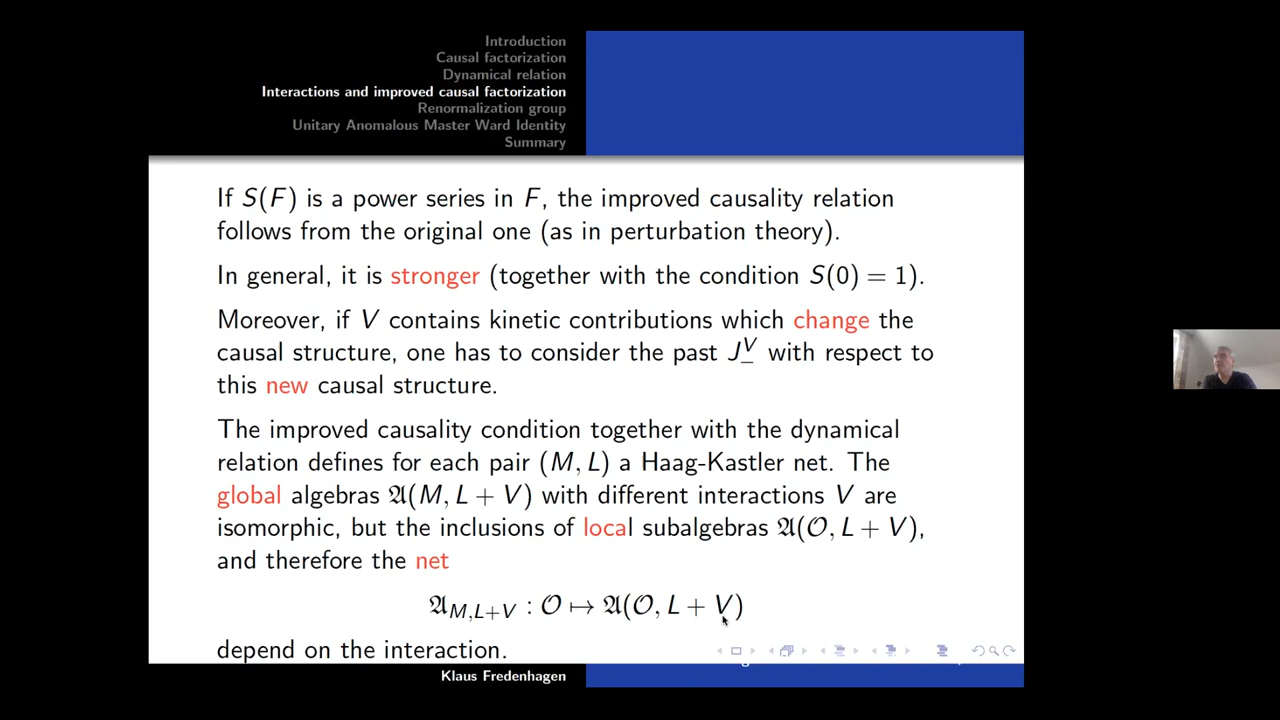 Introduction
Causal factorization
Dynamical relation
Interactions and improved causal factorization
Renormalization group
Unitary Anomalous Master Ward Identity
Summary
If S(F) is a power series in F, the improved causality relation
follows from the original one (as in perturbation theory).
In general, it is stronger (together with the condition S(0) = 1).
Moreover, if V contains kinetic contributions which change the
causal structure, one has to consider the past J₋ⱽ with respect to
this new causal structure.
The improved causality condition together with the dynamical
relation defines for each pair (M, L) a Haag-Kastler net. The
global algebras 𝔄(M, L + V) with different interactions V are
isomorphic, but the inclusions of local subalgebras 𝔄(𝒪, L + V),
and therefore the net
𝔄_{M,L+V} : 𝒪 ↦ 𝔄(𝒪, L + V)
depend on the interaction.
Klaus Fredenhagen